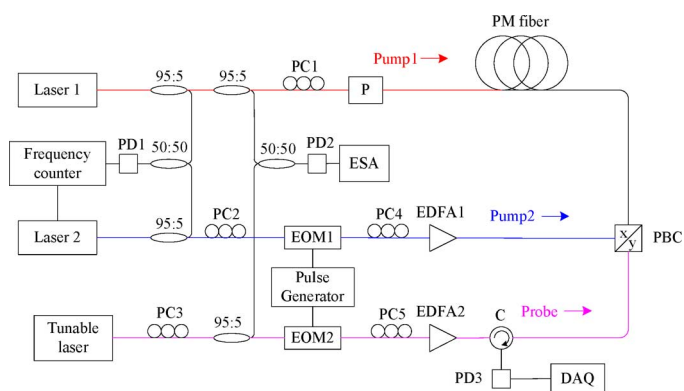 PM fiber
Pump1
PC1
95:5
95:5
Laser 1
P
PD1
50:50
50:50
PD2
Frequency
counter
ESA
PC2
PC4
EDFA1
Pump2
95:5
Laser 2
EOM1
x
y
PBC
Pulse
Generator
PC3
95:5
PC5
EDFA2
C
Probe
Tunable
laser
EOM2
PD3
DAQ